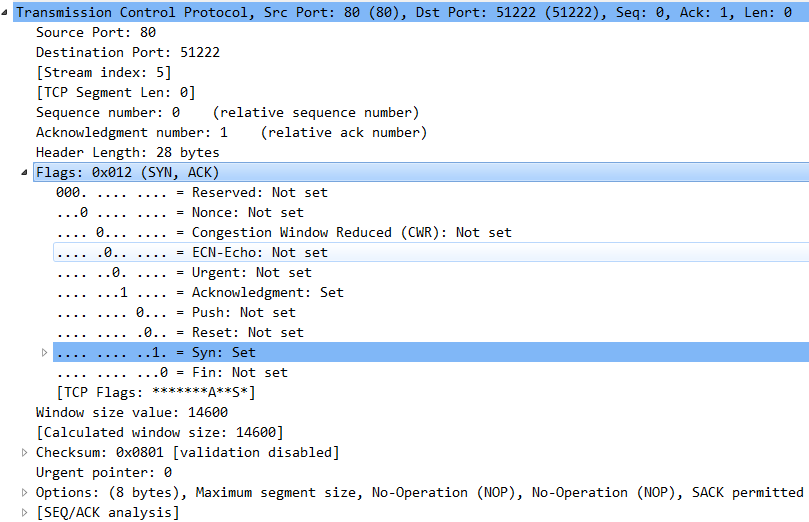 Transmission Control Protocol, Src Port: 80 (80), Dst Port: 51222 (51222), Seq: 0, Ack: 1, Len: 0
Source Port: 80
Destination Port: 51222
[Stream index: 5]
[TCP Segment Len: 0]
Sequence number: 0    (relative sequence number)
Acknowledgment number: 1    (relative ack number)
Header Length: 28 bytes
Flags: 0x012 (SYN, ACK)
000. .... .... = Reserved: Not set
...0 .... .... = Nonce: Not set
.... 0... .... = Congestion Window Reduced (CWR): Not set
.... .0.. .... = ECN-Echo: Not set
.... ..0. .... = Urgent: Not set
.... ...1 .... = Acknowledgment: Set
.... .... 0... = Push: Not set
.... .... .0.. = Reset: Not set
.... .... ..1. = Syn: Set
.... .... ...0 = Fin: Not set
[TCP Flags: *******A**S*]
Window size value: 14600
[Calculated window size: 14600]
Checksum: 0x0801 [validation disabled]
Urgent pointer: 0
Options: (8 bytes), Maximum segment size, No-Operation (NOP), No-Operation (NOP), SACK permitted
[SEQ/ACK analysis]